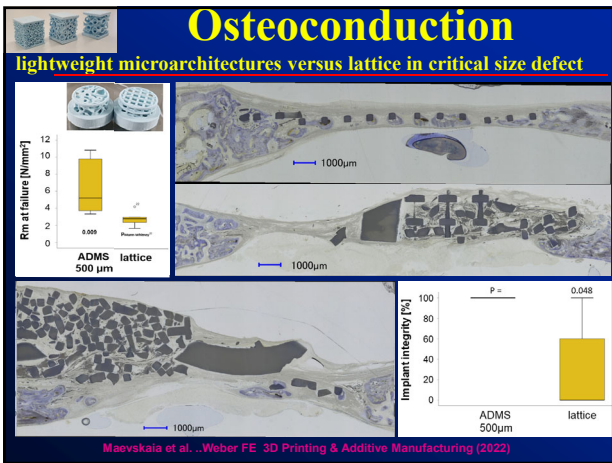 Osteoconduction
lightweight microarchitectures versus lattice in critical size defect
Rm at failure [N/mm²]
12
10
8
6
4
2
0
0.009
ADMS
500 µm
lattice
1000µm
1000µm
1000µm
Implant integrity [%]
100
80
60
40
20
0
P =
0.048
ADMS
500µm
lattice
Maevskaia et al. ..Weber FE 3D Printing & Additive Manufacturing (2022)